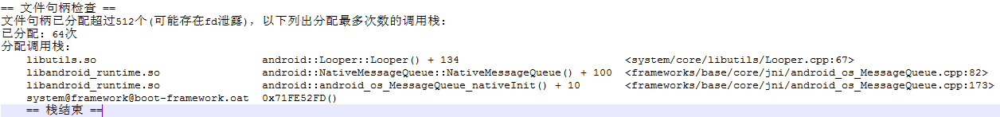 == 文件句柄检查 ==
文件句柄已分配超过512个(可能存在fd泄露)，以下列出分配最多次数的调用栈：
已分配：64次
分配调用栈：
libutils.so android::Looper::Looper() + 134 <system/core/libutils/Looper.cpp:67>
libandroid_runtime.so android::NativeMessageQueue::NativeMessageQueue() + 100 <frameworks/base/core/jni/android_os_MessageQueue.cpp:82>
libandroid_runtime.so android::android_os_MessageQueue_nativeInit() + 10 <frameworks/base/core/jni/android_os_MessageQueue.cpp:173>
system@framework@boot-framework.oat 0x71FE52FD()
== 栈结束 ==